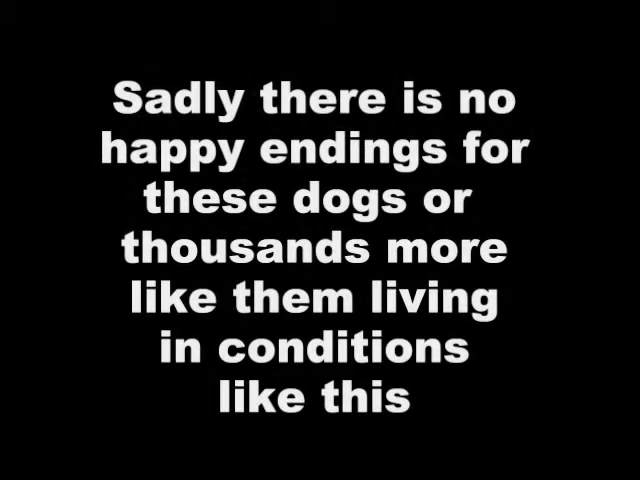 Sadly there is no
happy endings for
these dogs or
thousands more
like them living
in conditions
like this